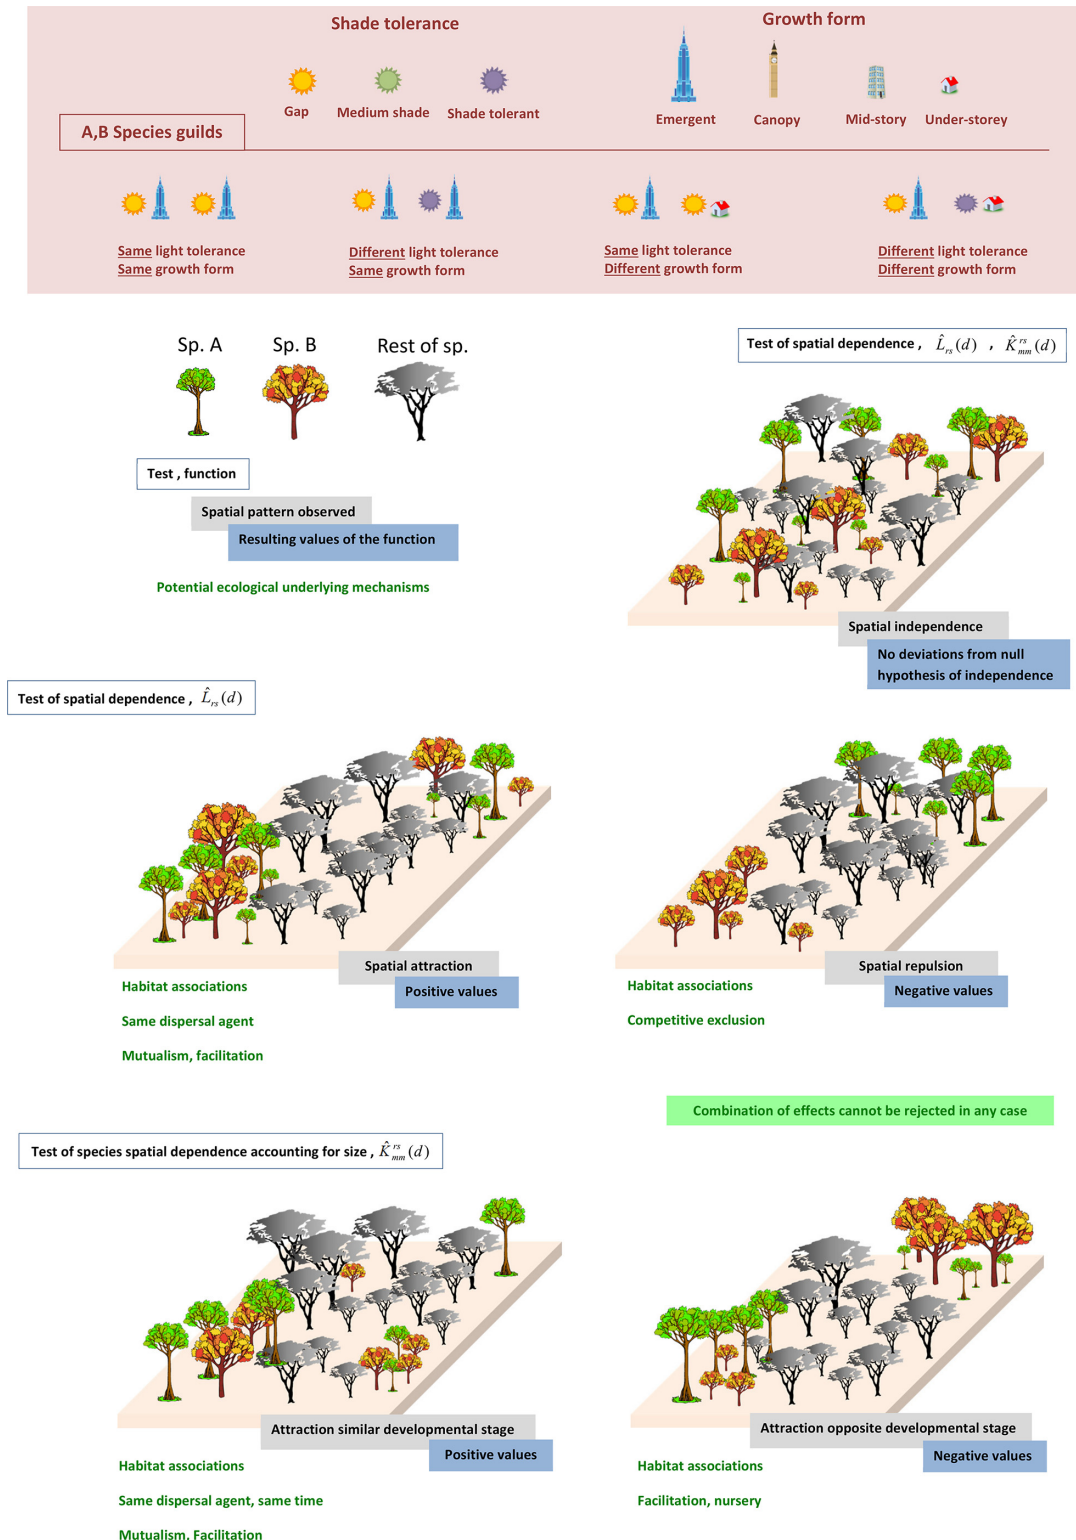 Shade tolerance
Growth form
Gap
Medium shade
Shade tolerant
Emergent
Canopy
Mid-story
Under-storey
A,B Species guilds
Same light tolerance
Same growth form
Different light tolerance
Same growth form
Same light tolerance
Different growth form
Different light tolerance
Different growth form
Sp. A
Sp. B
Rest of sp.
Test , function
Spatial pattern observed
Resulting values of the function
Potential ecological underlying mechanisms
Test of spatial dependence , L̂rs(d) , K̂mm^rs(d)
Spatial independence
No deviations from null
hypothesis of independence
Test of spatial dependence , L̂rs(d)
Spatial attraction
Positive values
Habitat associations
Same dispersal agent
Mutualism, facilitation
Spatial repulsion
Negative values
Habitat associations
Competitive exclusion
Combination of effects cannot be rejected in any case
Test of species spatial dependence accounting for size , K̂mm^rs(d)
Attraction similar developmental stage
Positive values
Habitat associations
Same dispersal agent, same time
Mutualism, Facilitation
Attraction opposite developmental stage
Negative values
Habitat associations
Facilitation, nursery